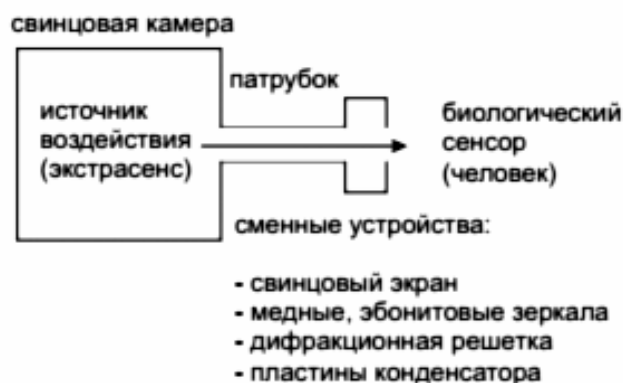 свинцовая камера
патрубок
источник
воздействия
(экстрасенс)
биологический
сенсор
(человек)
сменные устройства:
- свинцовый экран
- медные, эбонитовые зеркала
- дифракционная решетка
- пластины конденсатора